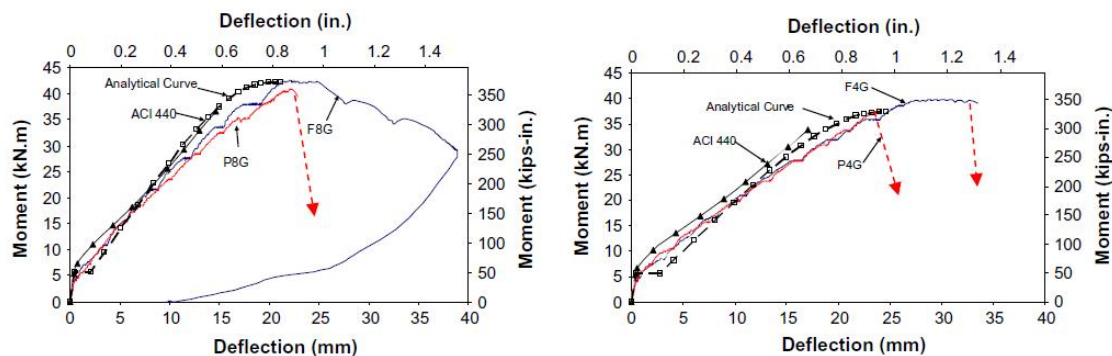 Deflection (in.)
0 0.2 0.4 0.6 0.8 1 1.2 1.4
Moment (kN.m)
45
40
35
30
25
20
15
10
5
0
Analytical Curve
ACI 440
F8G
P8G
350
300
250
200
150
100
50
0
Moment (kips-in.)
0 5 10 15 20 25 30 35 40
Deflection (mm)
Deflection (in.)
0 0.2 0.4 0.6 0.8 1 1.2 1.4
Moment (kN.m)
45
40
35
30
25
20
15
10
5
0
F4G
Analytical Curve
ACI 440
P4G
350
300
250
200
150
100
50
0
Moment (kips-in.)
0 5 10 15 20 25 30 35 40
Deflection (mm)